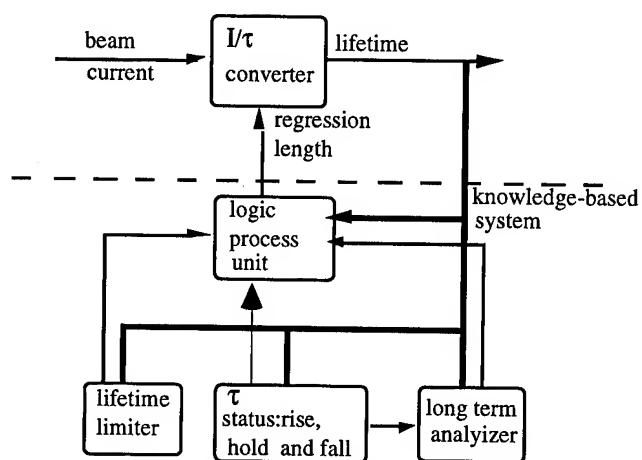 beam
current
I/τ
converter
lifetime
regression
length
knowledge-based
system
logic
process
unit
lifetime
limiter
τ
status:rise,
hold and fall
long term
analyizer